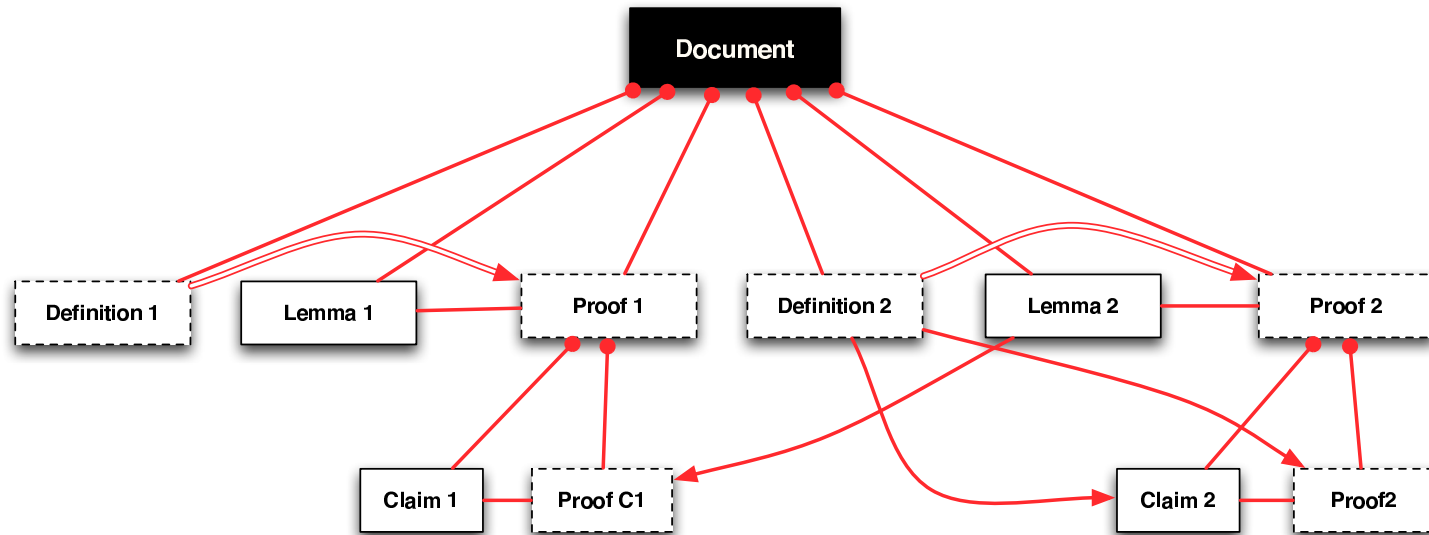 Document
Definition 1
Lemma 1
Proof 1
Definition 2
Lemma 2
Proof 2
Claim 1
Proof C1
Claim 2
Proof2